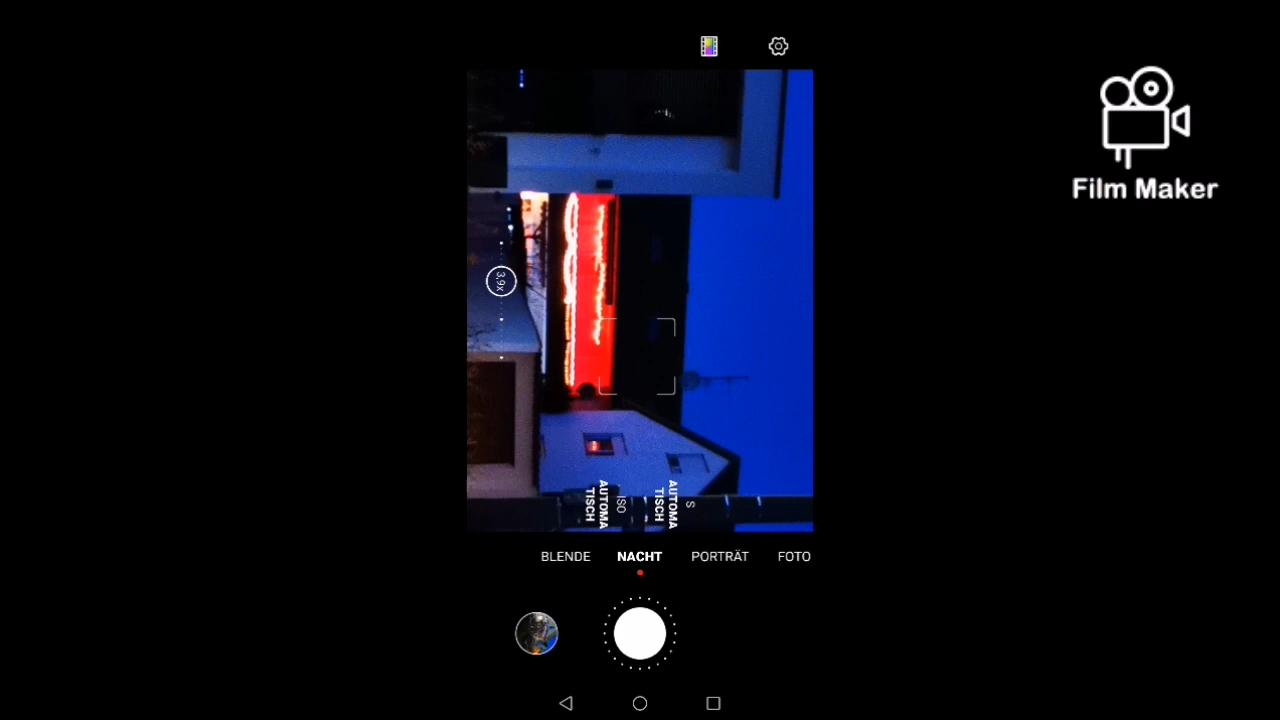 Film Maker
3,9x
AUTOMA
TISCH
ISO
AUTOMA
TISCH
S
BLENDE
NACHT
PORTRÄT
FOTO